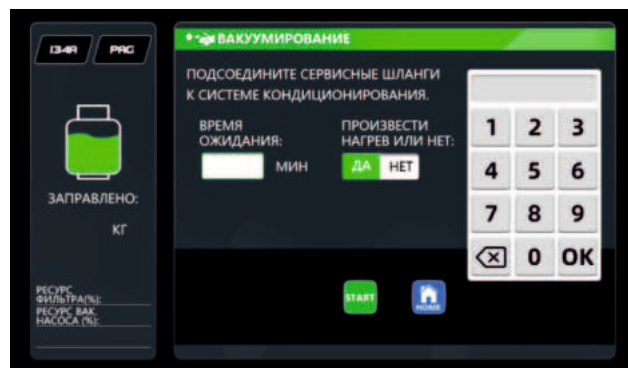 134A PAG
ЗАПРАВЛЕНО:
КГ
РЕСУРС
ФИЛЬТРА(%):
РЕСУРС ВАК.
НАСОСА (%):
ВАКУУМИРОВАНИЕ
ПОДСОЕДИНИТЕ СЕРВИСНЫЕ ШЛАНГИ
К СИСТЕМЕ КОНДИЦИОНИРОВАНИЯ.
ВРЕМЯ
ОЖИДАНИЯ:
МИН
ПРОИЗВЕСТИ
НАГРЕВ ИЛИ НЕТ:
ДА НЕТ
START HOME
1 2 3
4 5 6
7 8 9
0 OK